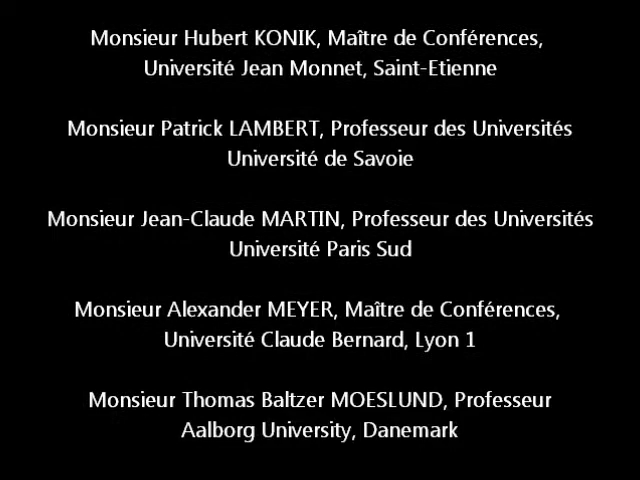 Monsieur Hubert KONIK, Maître de Conférences,
Université Jean Monnet, Saint-Etienne
Monsieur Patrick LAMBERT, Professeur des Universités
Université de Savoie
Monsieur Jean-Claude MARTIN, Professeur des Universités
Université Paris Sud
Monsieur Alexander MEYER, Maître de Conférences,
Université Claude Bernard, Lyon 1
Monsieur Thomas Baltzer MOESLUND, Professeur
Aalborg University, Danemark